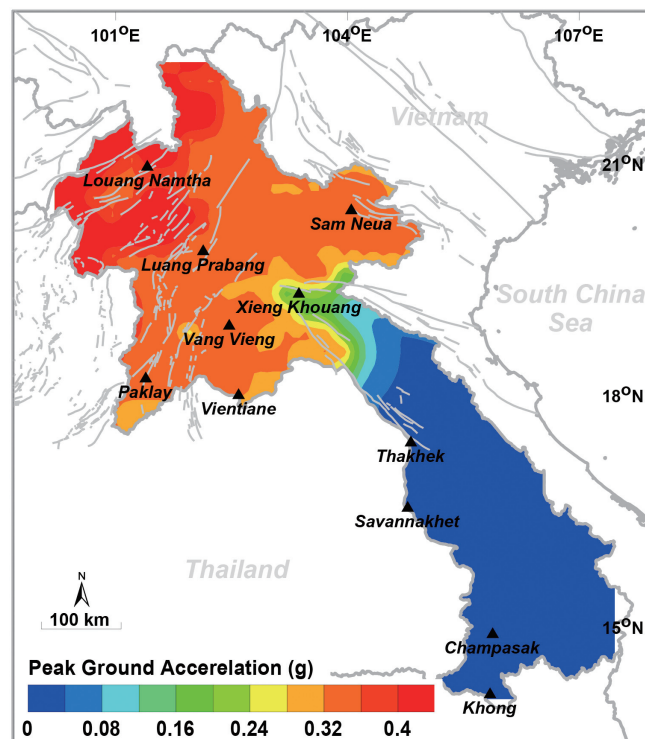 101°E 104°E 107°E
Vietnam
21°N
Louang Namtha
Sam Neua
Luang Prabang
South China
Sea
Xieng Khouang
Vang Vieng
Paklay
18°N
Vientiane
Thakhek
Savannakhet
Thailand
N
100 km
15°N
Champasak
Peak Ground Accerelation (g)
Khong
0 0.08 0.16 0.24 0.32 0.4